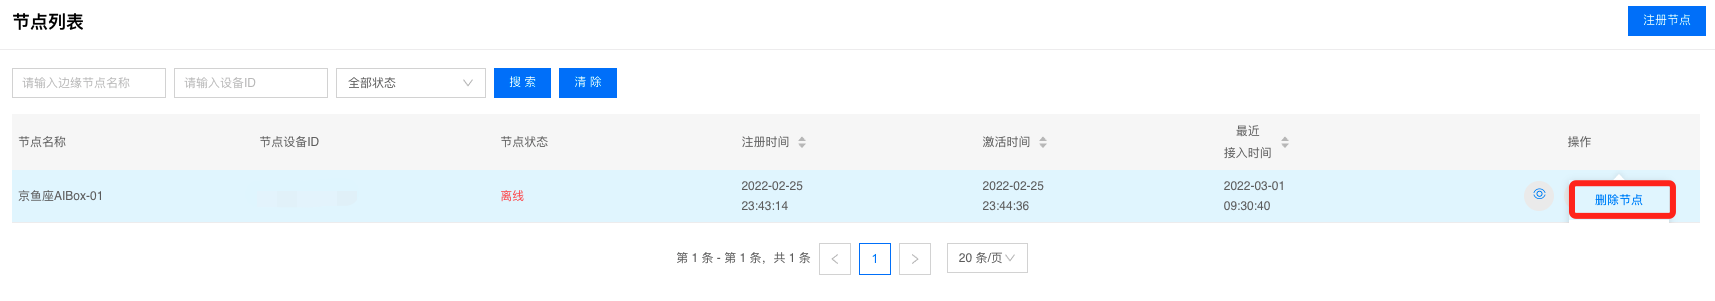 节点列表
注册节点
请输入边缘节点名称 请输入设备ID 全部状态 搜 索 清 除
节点名称 节点设备ID 节点状态 注册时间 激活时间 最近 接入时间 操作
京鱼座AIBox-01 离线 2022-02-25 23:43:14 2022-02-25 23:44:36 2022-03-01 09:30:40 删除节点
第 1 条 - 第 1 条，共 1 条 < 1 > 20 条/页